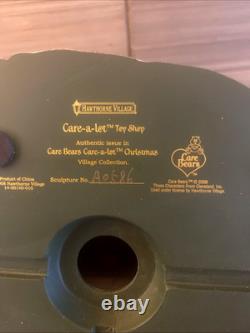 HAWTHORNE VILLAGE
Care-a-lot™ Toy Shop
Authentic issue in
Care Bears Care-a-lot™ Christmas
Village Collection.
Sculpture No. A0686
Care
Bears
Product of China
Hawthorne Village
Care Bears™ ©
Those Characters From Cleveland, Inc.
Used under license by Hawthorne Village